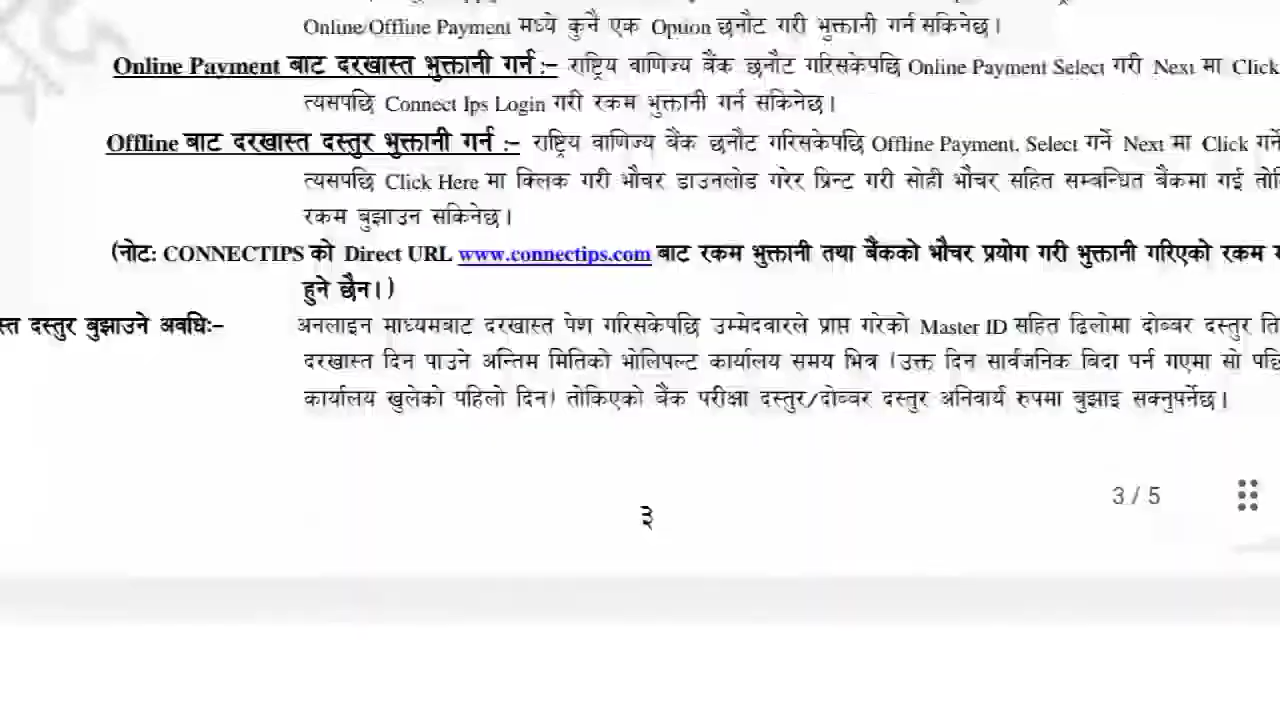 Online/Offline Payment मध्ये कुनै एक Option छनौट गरी भुक्तानी गर्न सकिनेछ।
Online Payment बाट दरखास्त भुक्तानी गर्न :– राष्ट्रिय वाणिज्य बैंक छनौट गरिसकेपछि Online Payment Select गरी Next मा Click
त्यसपछि Connect Ips Login गरी रकम भुक्तानी गर्न सकिनेछ।
Offline बाट दरखास्त दस्तुर भुक्तानी गर्न :– राष्ट्रिय वाणिज्य बैंक छनौट गरिसकेपछि Offline Payment. Select गर्ने Next मा Click गर्ने
त्यसपछि Click Here मा क्लिक गरी भौचर डाउनलोड गरेर प्रिन्ट गरी सोही भौचर सहित सम्बन्धित बैंकमा गई
रकम बुझाउन सकिनेछ।
(नोट: CONNECTIPS को Direct URL www.connectips.com बाट रकम भुक्तानी तथा बैंकको भौचर प्रयोग गरी भुक्तानी गरिएको रकम
हुने छैन।)
दस्तुर बुझाउने अवधिः– अनलाइन माध्यमबाट दरखास्त पेश गरिसकेपछि उम्मेदवारले प्राप्त गरेको Master ID सहित ढिलोमा दोब्बर दस्तुर
दरखास्त दिन पाउने अन्तिम मितिको भोलिपल्ट कार्यालय समय भित्र (उक्त दिन सार्वजनिक विदा पर्न गएमा सो
कार्यालय खुलेको पहिलो दिन) तोकिएको बैंक परीक्षा दस्तुर/दोब्बर दस्तुर अनिवार्य रुपमा बुझाइ सक्नुपर्नेछ।
3 / 5
३